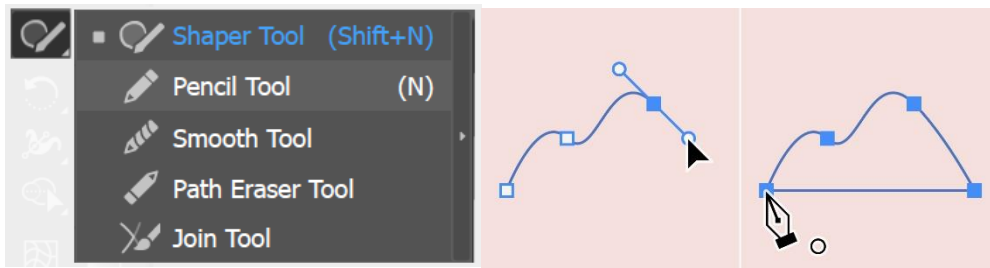 Shaper Tool (Shift+N)
Pencil Tool (N)
Smooth Tool
Path Eraser Tool
Join Tool